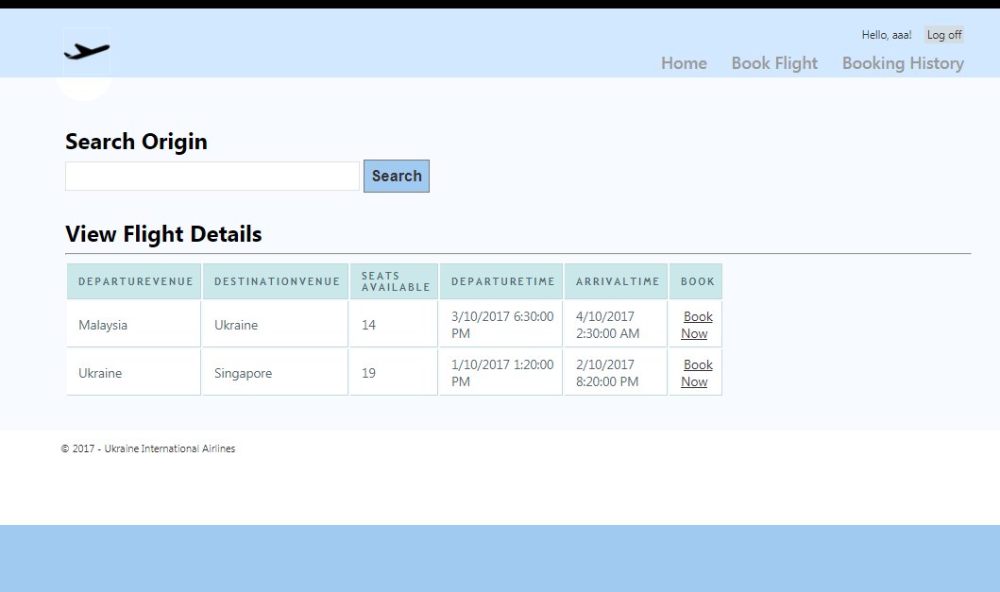 Hello, aaa! Log off
Home Book Flight Booking History
Search Origin
Search
View Flight Details
DEPARTUREVENUE DESTINATIONVENUE SEATS AVAILABLE DEPARTURETIME ARRIVALTIME BOOK
Malaysia Ukraine 14 3/10/2017 6:30:00 PM 4/10/2017 2:30:00 AM Book Now
Ukraine Singapore 19 1/10/2017 1:20:00 PM 2/10/2017 8:20:00 PM Book Now
© 2017 - Ukraine International Airlines